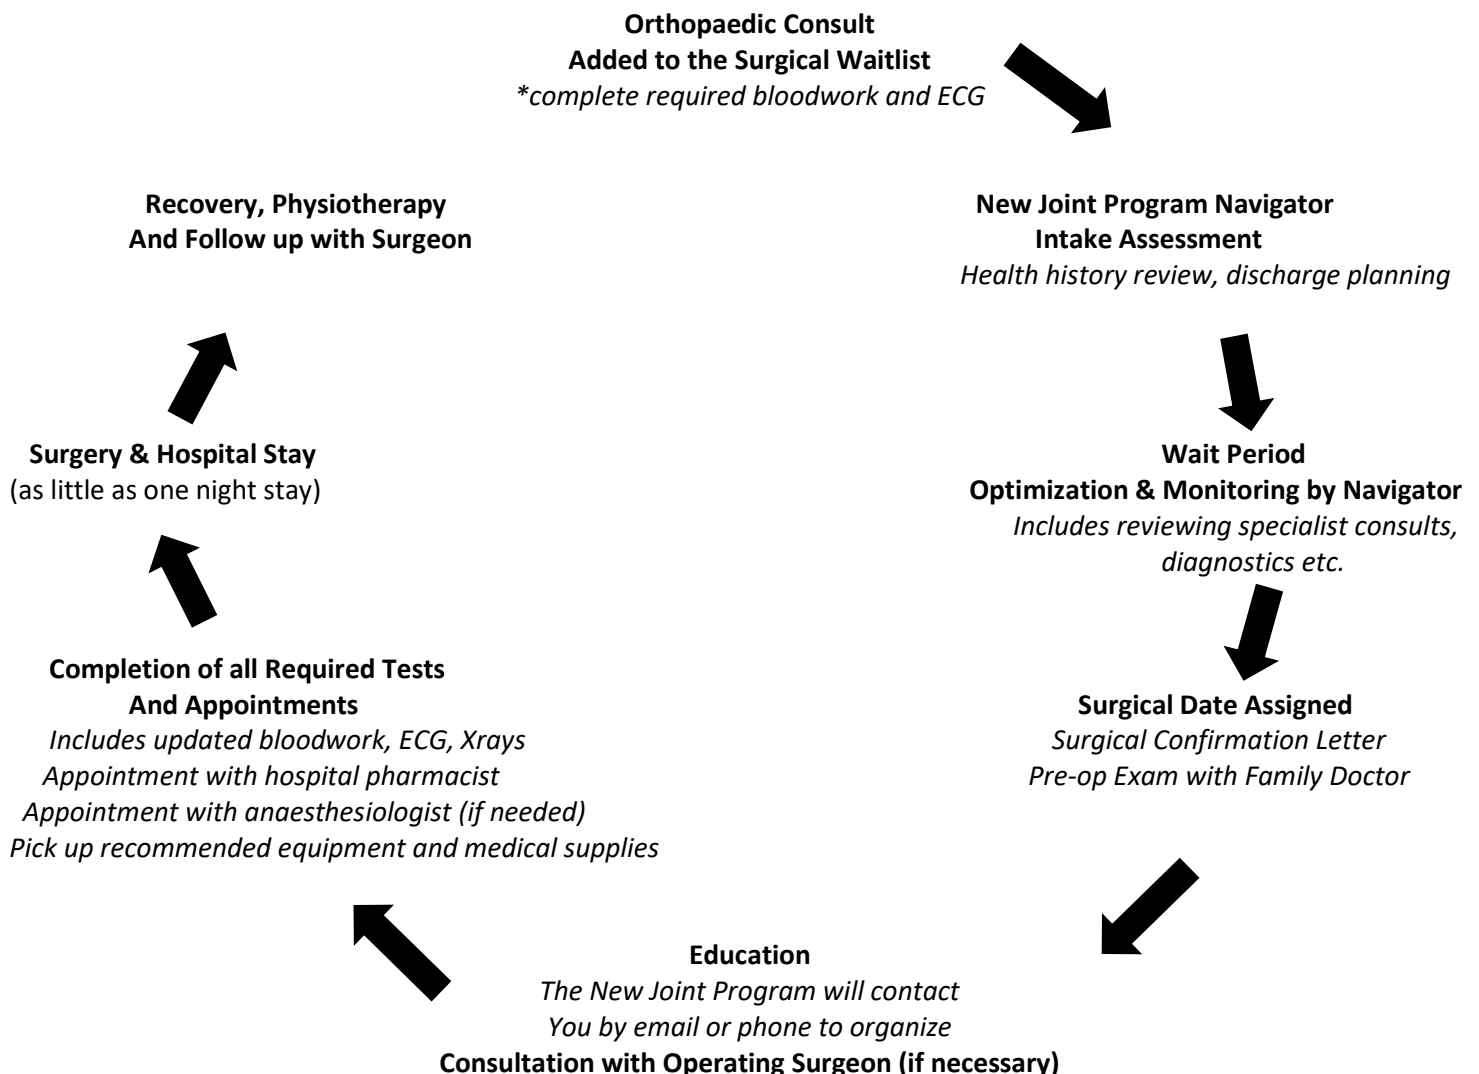 Orthopaedic Consult
Added to the Surgical Waitlist
*complete required bloodwork and ECG
New Joint Program Navigator
Intake Assessment
Health history review, discharge planning
Wait Period
Optimization & Monitoring by Navigator
Includes reviewing specialist consults,
diagnostics etc.
Surgical Date Assigned
Surgical Confirmation Letter
Pre-op Exam with Family Doctor
Education
The New Joint Program will contact
You by email or phone to organize
Consultation with Operating Surgeon (if necessary)
Completion of all Required Tests
And Appointments
Includes updated bloodwork, ECG, Xrays
Appointment with hospital pharmacist
Appointment with anaesthesiologist (if needed)
Pick up recommended equipment and medical supplies
Surgery & Hospital Stay
(as little as one night stay)
Recovery, Physiotherapy
And Follow up with Surgeon